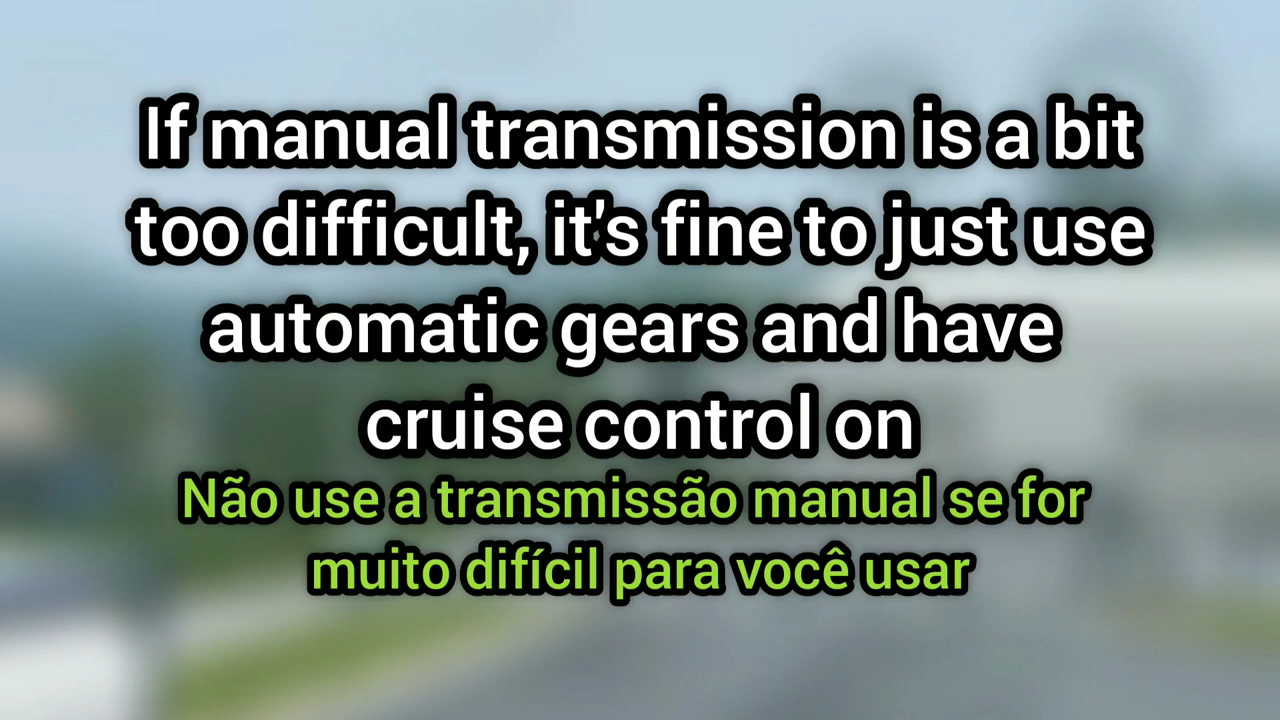 If manual transmission is a bit
too difficult, it's fine to just use
automatic gears and have
cruise control on
Não use a transmissão manual se for
muito difícil para você usar